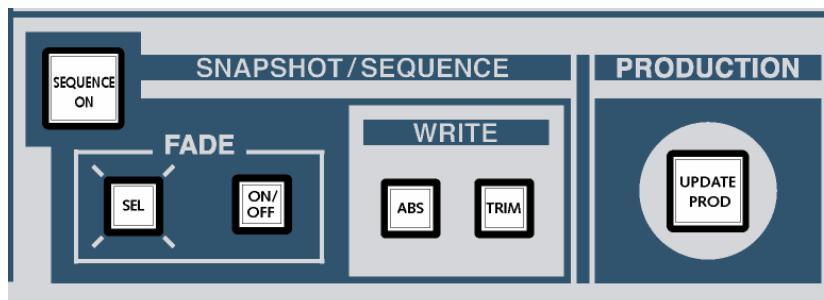 SEQUENCE
ON
SNAPSHOT/SEQUENCE
PRODUCTION
FADE
WRITE
SEL
ON/
OFF
ABS
TRIM
UPDATE
PROD